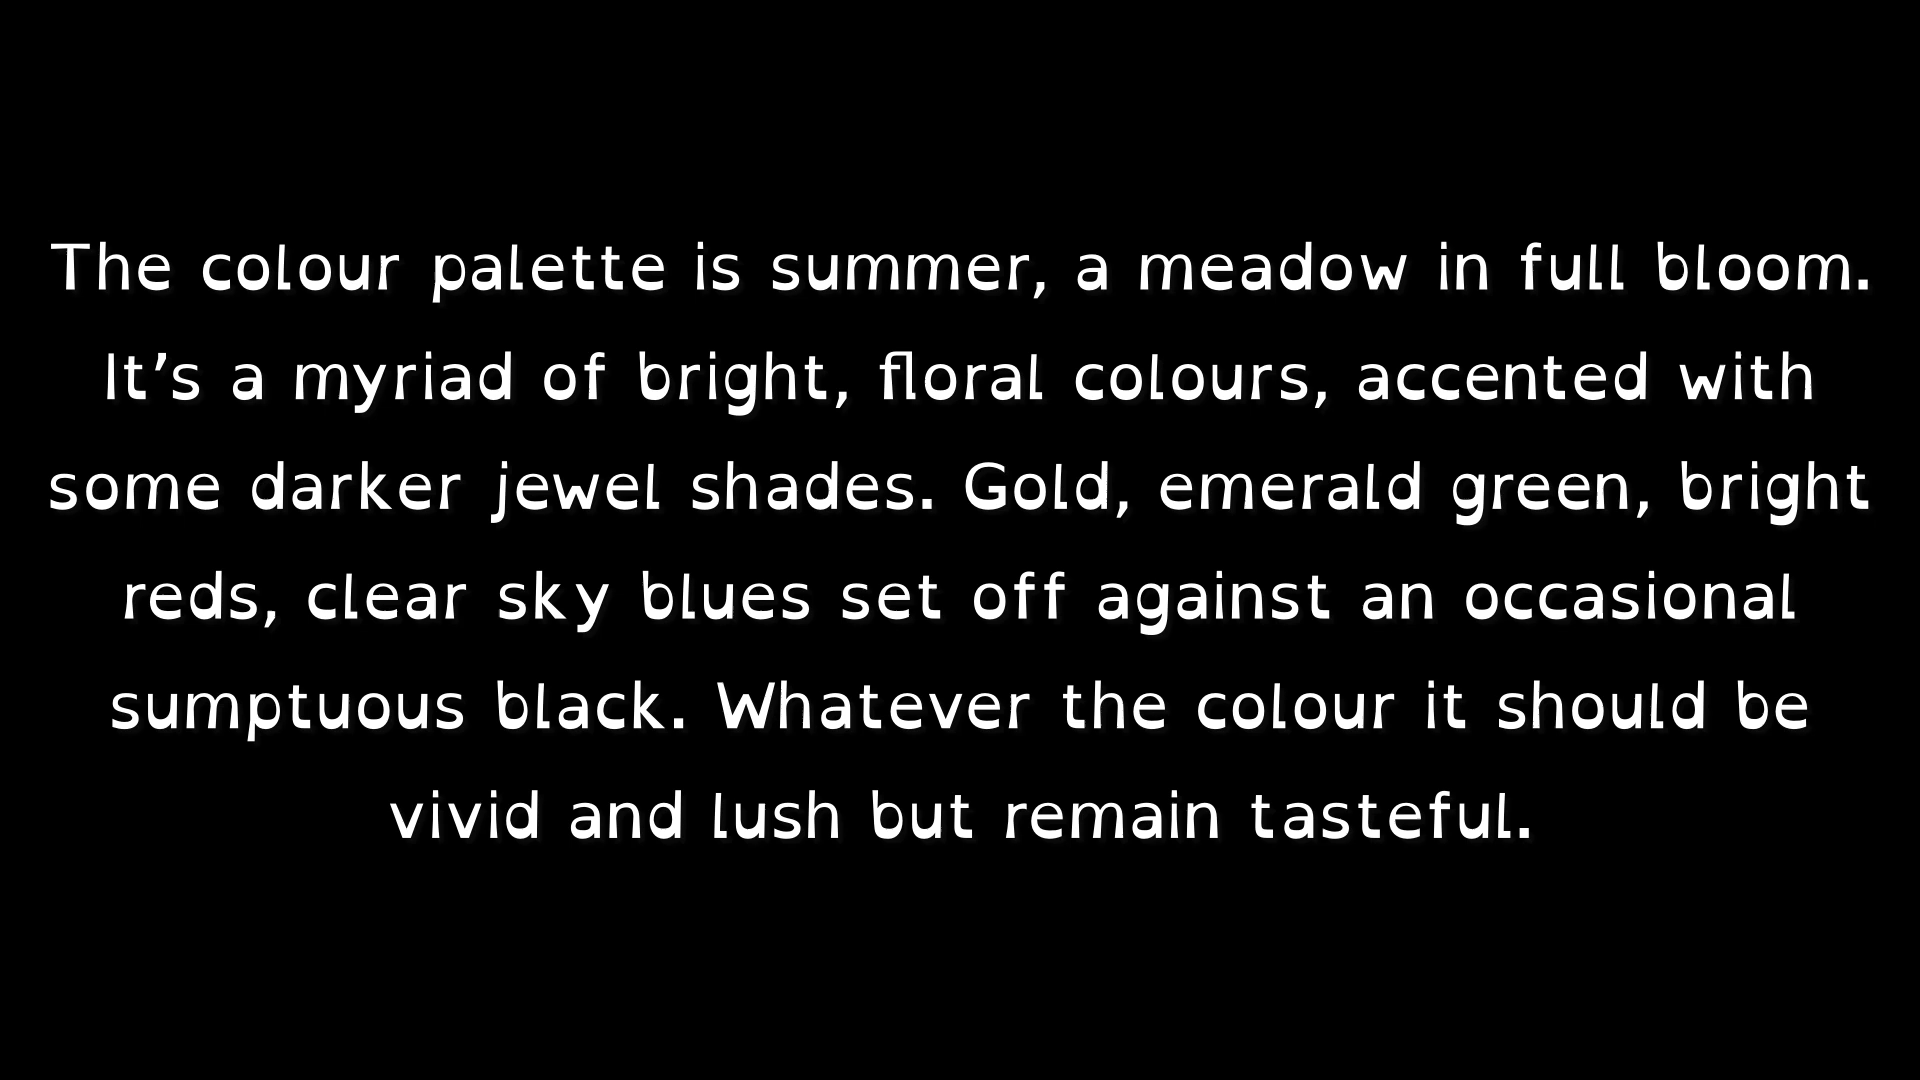 The colour palette is summer, a meadow in full bloom.
It’s a myriad of bright, floral colours, accented with
some darker jewel shades. Gold, emerald green, bright
reds, clear sky blues set off against an occasional
sumptuous black. Whatever the colour it should be
vivid and lush but remain tasteful.